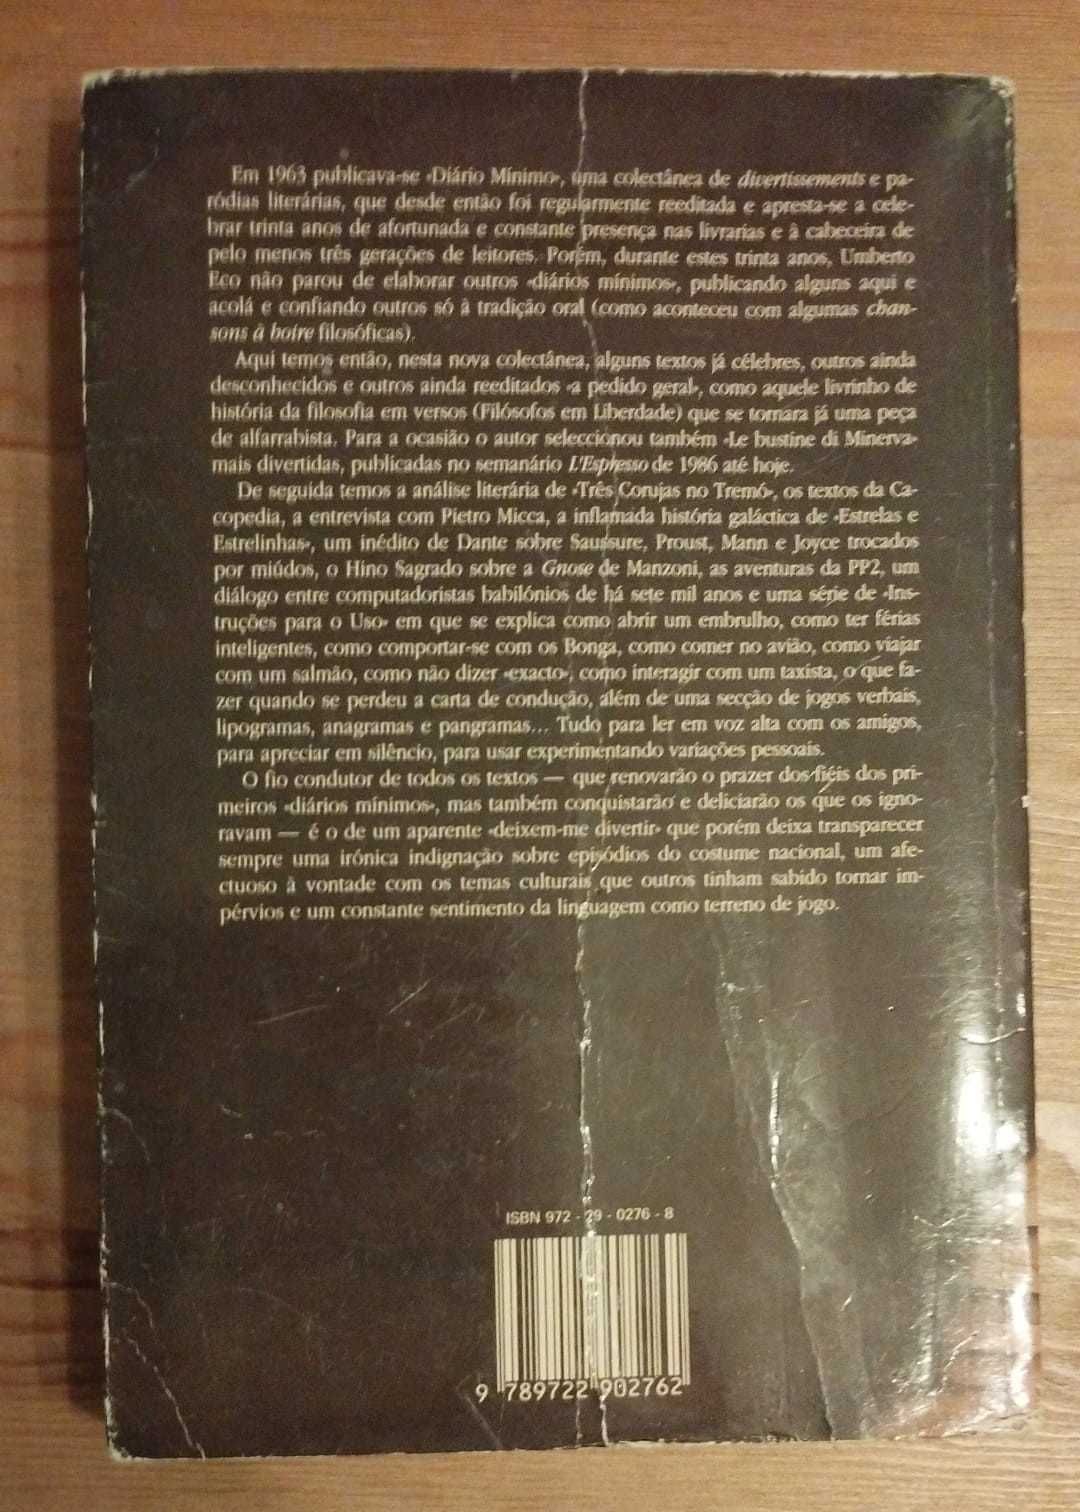 Em 1963 publicava-se «Diário Mínimo», uma colectânea de divertissements e pa-
ródias literárias, que desde então foi regularmente reeditada e apresta-se a cele-
brar trinta anos de afortunada e constante presença nas livrarias e à cabeceira de
pelo menos três gerações de leitores. Porém, durante estes trinta anos, Umberto
Eco não parou de elaborar outros «diários mínimos», publicando alguns aqui e
acolá e confiando outros só à tradição oral (como aconteceu com algumas chan-
sons à boire filosóficas).
Aqui temos então, nesta nova colectânea, alguns textos já célebres, outros ainda
desconhecidos e outros ainda reeditados «a pedido geral», como aquele livrinho de
história da filosofia em versos (Filósofos em Liberdade) que se tornara já uma peça
de alfarrabista. Para a ocasião o autor seleccionou também «Le bustine di Minerva»
mais divertidas, publicadas no semanário L'Espresso de 1986 até hoje.
De seguida temos a análise literária de «Três Corujas no Tremó», os textos da Ca-
copedia, a entrevista com Pietro Micca, a inflamada história galáctica de «Estrelas e
Estrelinhas», um inédito de Dante sobre Saussure, Proust, Mann e Joyce trocados
por miúdos, o Hino Sagrado sobre a Gnose de Manzoni, as aventuras da PP2, um
diálogo entre computadoristas babilónios de há sete mil anos e uma série de «Ins-
truções para o Uso» em que se explica como abrir um embrulho, como ter férias
inteligentes, como comportar-se com os Bonga, como comer no avião, como viajar
com um salmão, como não dizer «exacto», como interagir com um taxista, o que fa-
zer quando se perdeu a carta de condução, além de uma secção de jogos verbais,
lipogramas, anagramas e pangramas... Tudo para ler em voz alta com os amigos,
para apreciar em silêncio, para usar experimentando variações pessoais.
O fio condutor de todos os textos — que renovarão o prazer dos fiéis dos pri-
meiros «diários mínimos», mas também conquistarão e deliciarão os que os igno-
ravam — é o de um aparente «deixem-me divertir» que porém deixa transparecer
sempre uma irónica indignação sobre episódios do costume nacional, um afe-
ctuoso à vontade com os temas culturais que outros tinham sabido tornar im-
pérvios e um constante sentimento da linguagem como terreno de jogo.
ISBN 972 - 29 - 0276 - 8
9 789722 902762